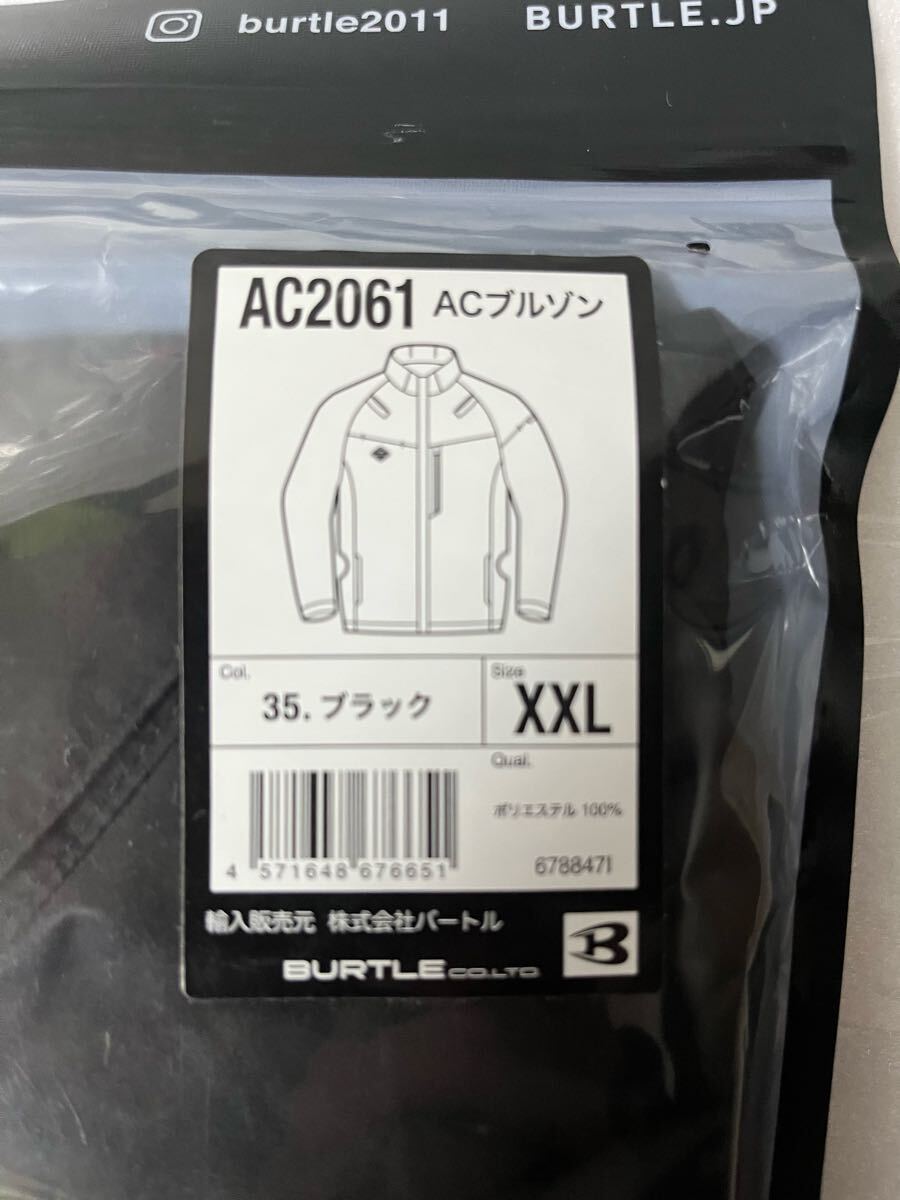 burtle2011 BURTLE.JP
AC2061 ACブルゾン
Col.
35. ブラック
Size
XXL
Qual.
ポリエステル 100%
4 571648 676651
6788471
輸入販売元 株式会社バートル
BURTLE CO.LTD
B